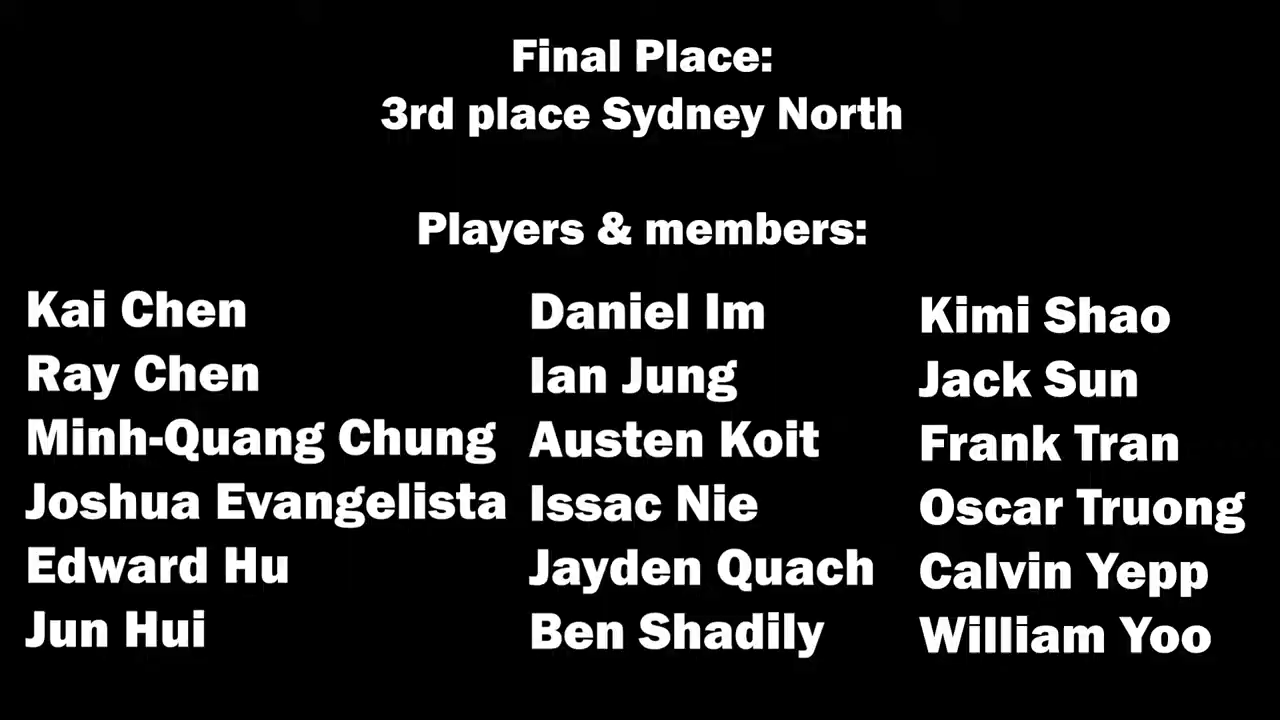 Final Place:
3rd place Sydney North
Players & members:
Kai Chen
Ray Chen
Minh-Quang Chung
Joshua Evangelista
Edward Hu
Jun Hui
Daniel Im
Ian Jung
Austen Koit
Issac Nie
Jayden Quach
Ben Shadily
Kimi Shao
Jack Sun
Frank Tran
Oscar Truong
Calvin Yepp
William Yoo